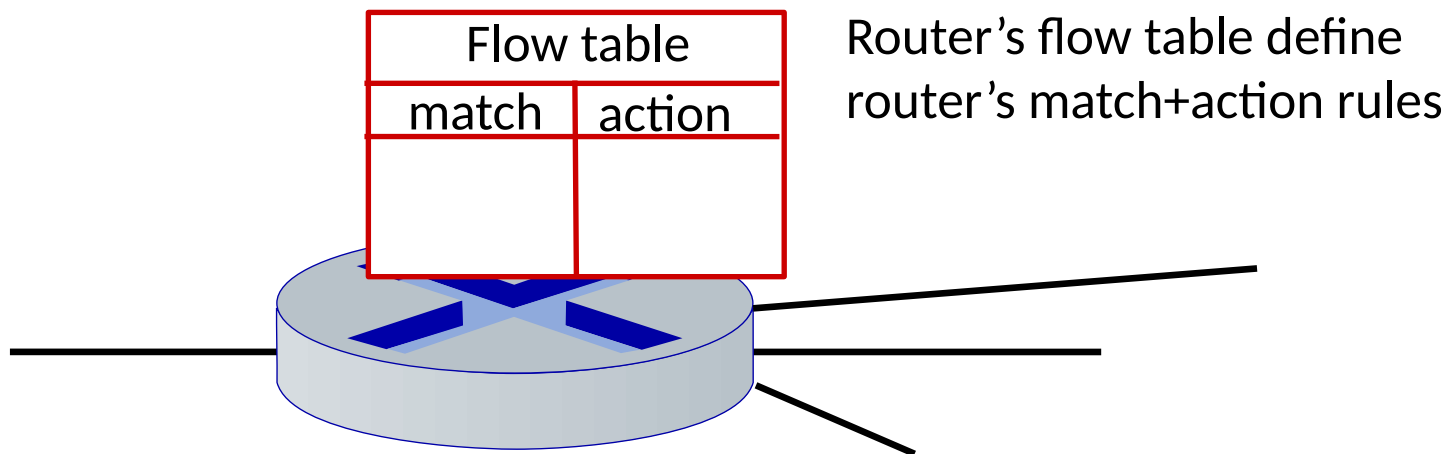 Flow table
match action
Router’s flow table define
router’s match+action rules